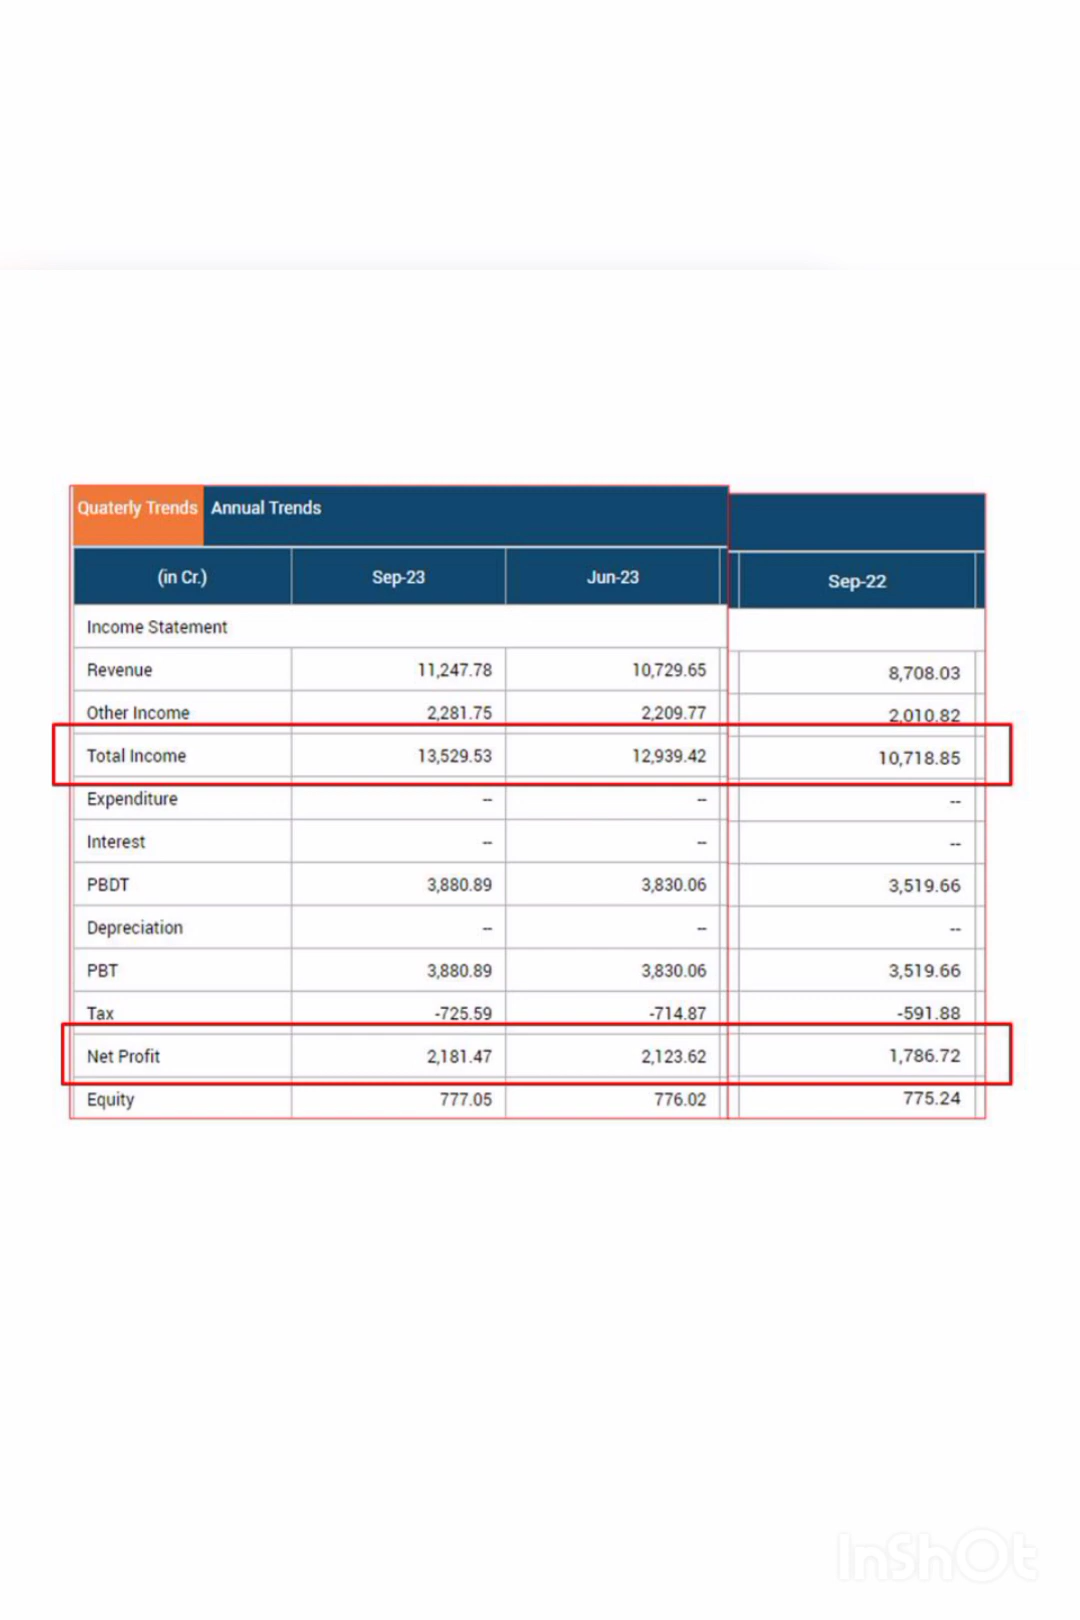 Quaterly Trends Annual Trends
(in Cr.) Sep-23 Jun-23 Sep-22
Income Statement
Revenue 11,247.78 10,729.65 8,708.03
Other Income 2,281.75 2,209.77 2,010.82
Total Income 13,529.53 12,939.42 10,718.85
Expenditure -- -- --
Interest -- -- --
PBDT 3,880.89 3,830.06 3,519.66
Depreciation -- -- --
PBT 3,880.89 3,830.06 3,519.66
Tax -725.59 -714.87 -591.88
Net Profit 2,181.47 2,123.62 1,786.72
Equity 777.05 776.02 775.24
InShOt